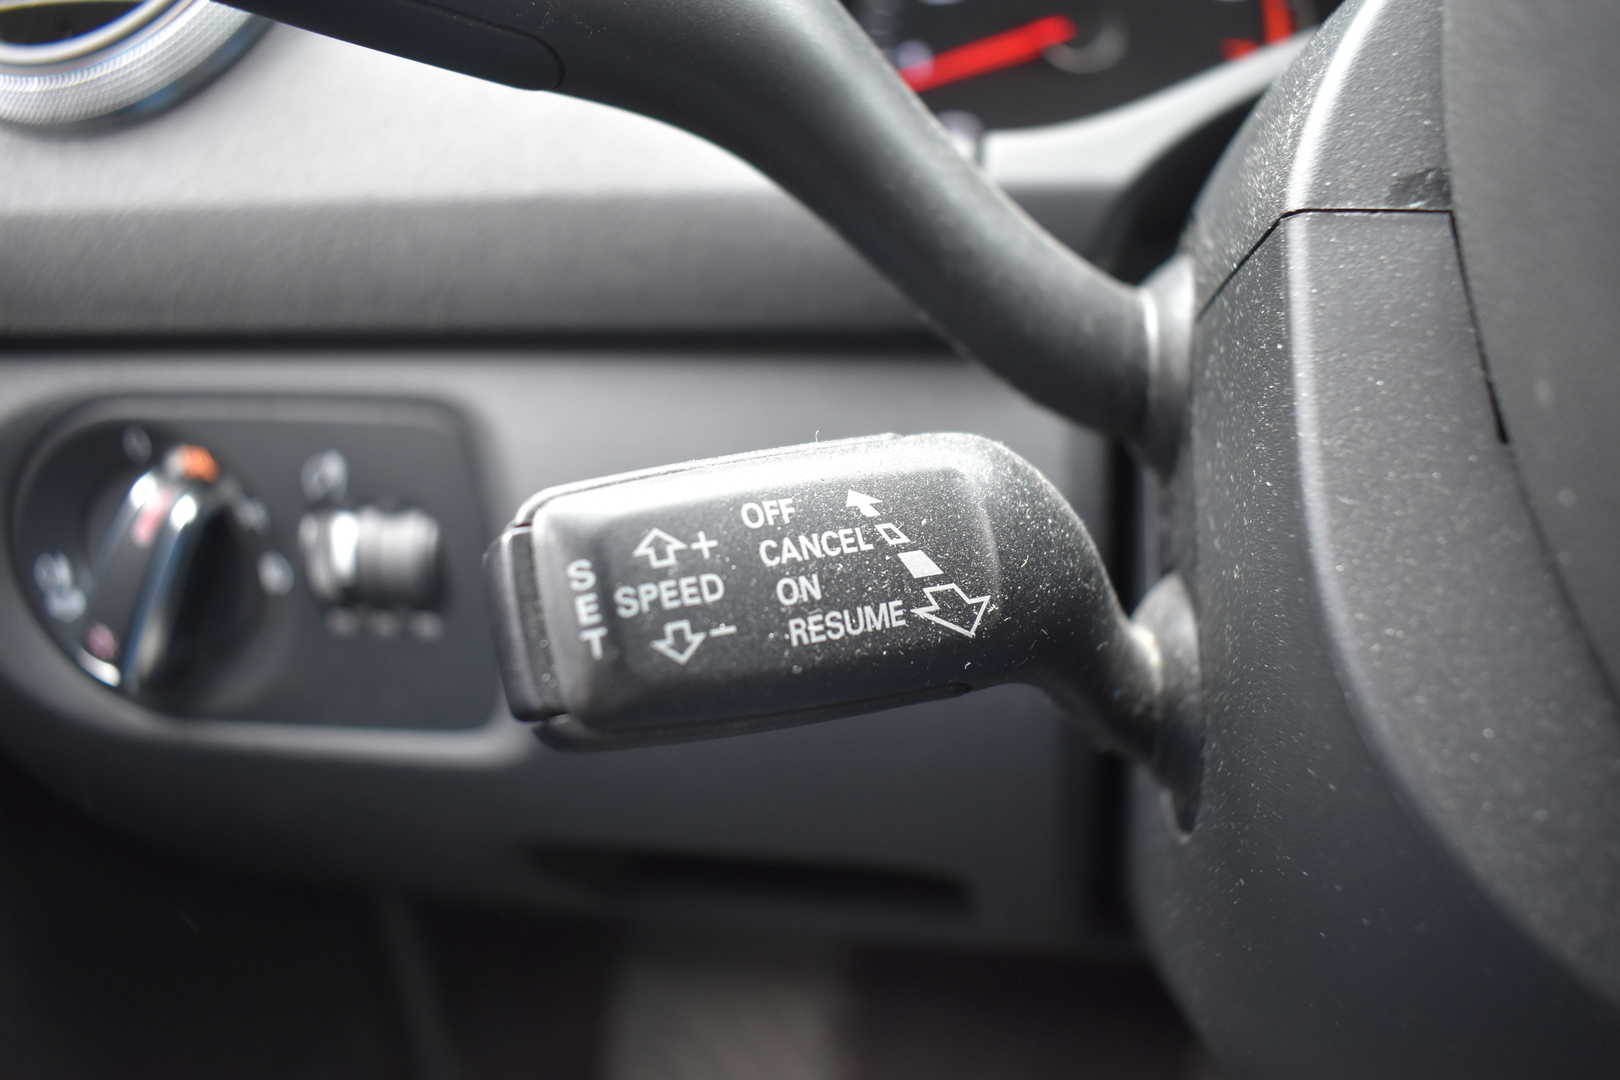 SET
+
SPEED
−
OFF
CANCEL
ON
RESUME